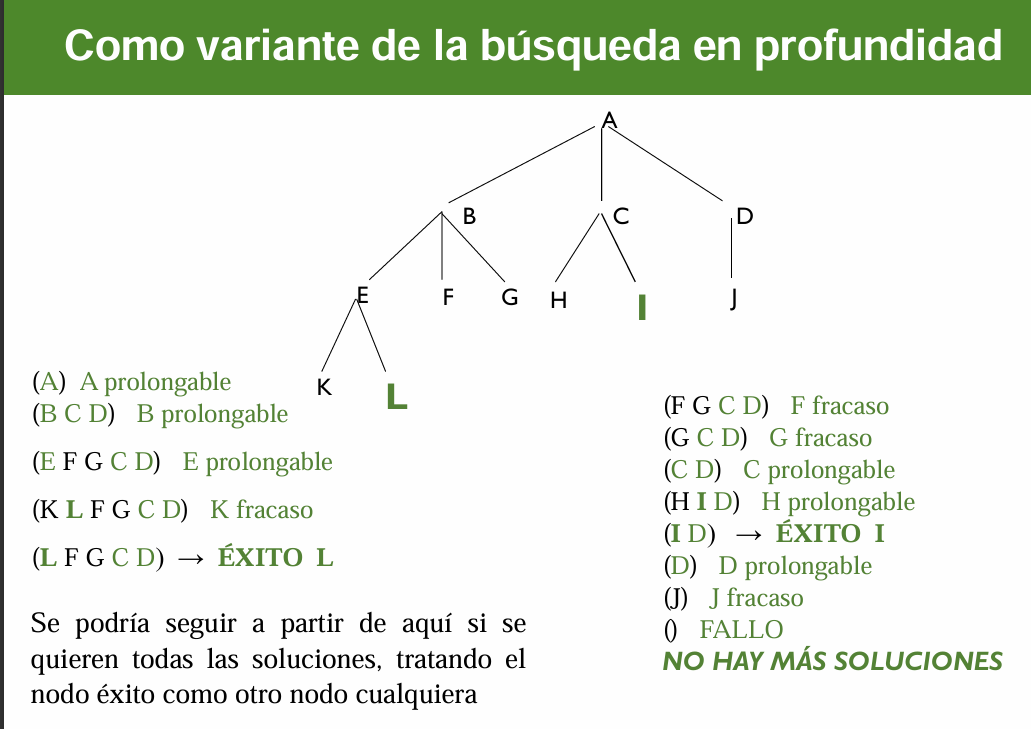 Como variante de la búsqueda en profundidad
A
B
C
D
E
F
G
H
I
J
K
L
(A) A prolongable
(B C D) B prolongable
(E F G C D) E prolongable
(K L F G C D) K fracaso
(L F G C D) → ÉXITO L
Se podría seguir a partir de aquí si se
quieren todas las soluciones, tratando el
nodo éxito como otro nodo cualquiera
(F G C D) F fracaso
(G C D) G fracaso
(C D) C prolongable
(H I D) H prolongable
(I D) → ÉXITO I
(D) D prolongable
(J) J fracaso
() FALLO
NO HAY MÁS SOLUCIONES